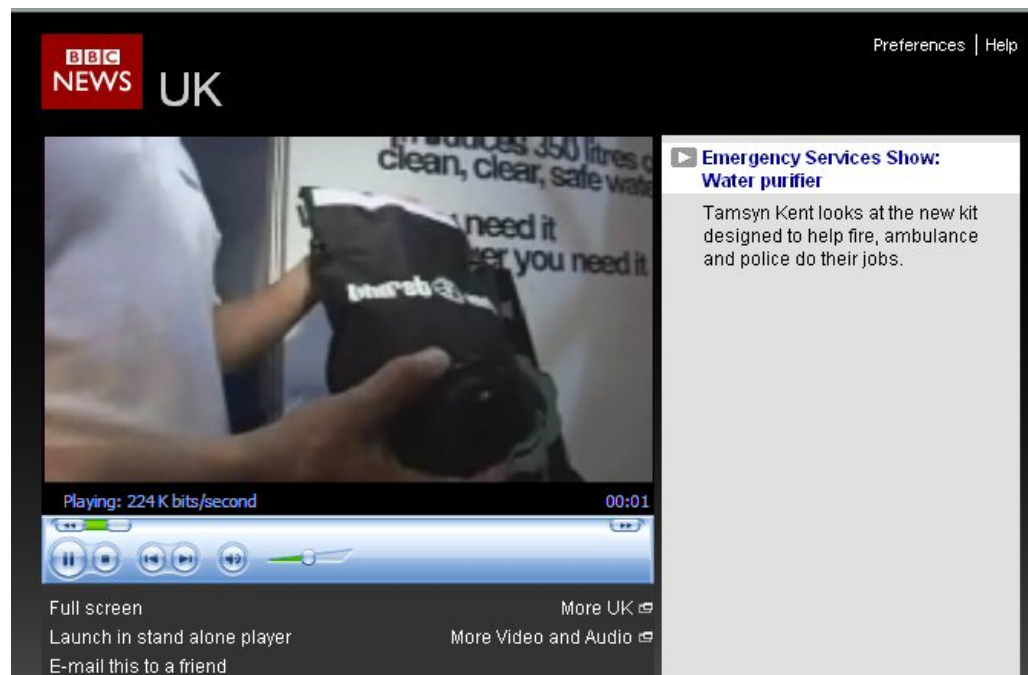 Preferences | Help
BBC
NEWS UK
350 litres
clean, clear, safe
need it
you need it
Emergency Services Show:
Water purifier
Tamsyn Kent looks at the new kit
designed to help fire, ambulance
and police do their jobs.
Playing: 224 K bits/second 00:01
Full screen
More UK
Launch in stand alone player
More Video and Audio
E-mail this to a friend